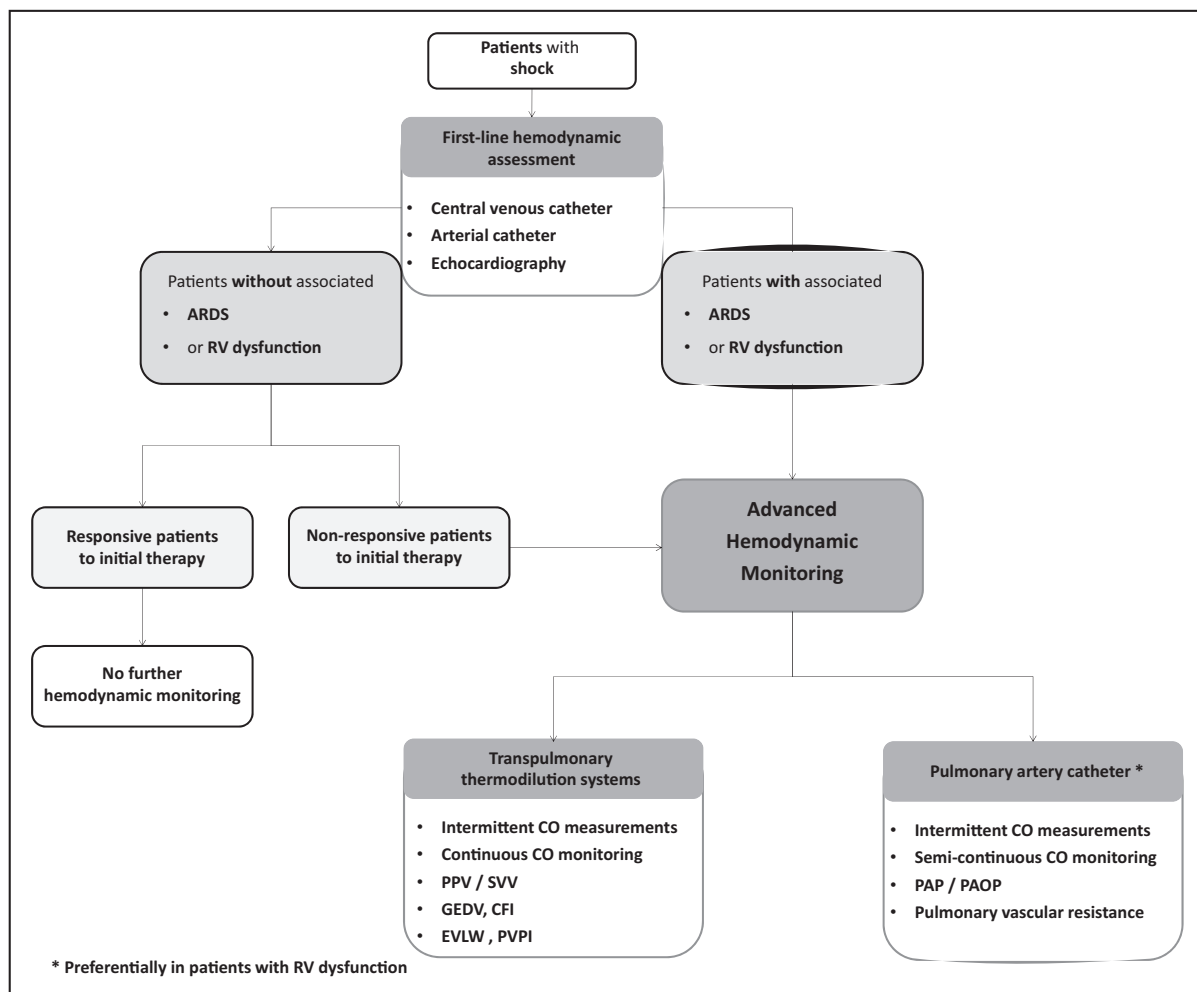 Patients with
shock
First-line hemodynamic
assessment
• Central venous catheter
• Arterial catheter
• Echocardiography
Patients without associated
• ARDS
• or RV dysfunction
Patients with associated
• ARDS
• or RV dysfunction
Responsive patients
to initial therapy
Non-responsive patients
to initial therapy
Advanced
Hemodynamic
Monitoring
No further
hemodynamic monitoring
Transpulmonary
thermodilution systems
• Intermittent CO measurements
• Continuous CO monitoring
• PPV / SVV
• GEDV, CFI
• EVLW , PVPI
Pulmonary artery catheter *
• Intermittent CO measurements
• Semi-continuous CO monitoring
• PAP / PAOP
• Pulmonary vascular resistance
* Preferentially in patients with RV dysfunction